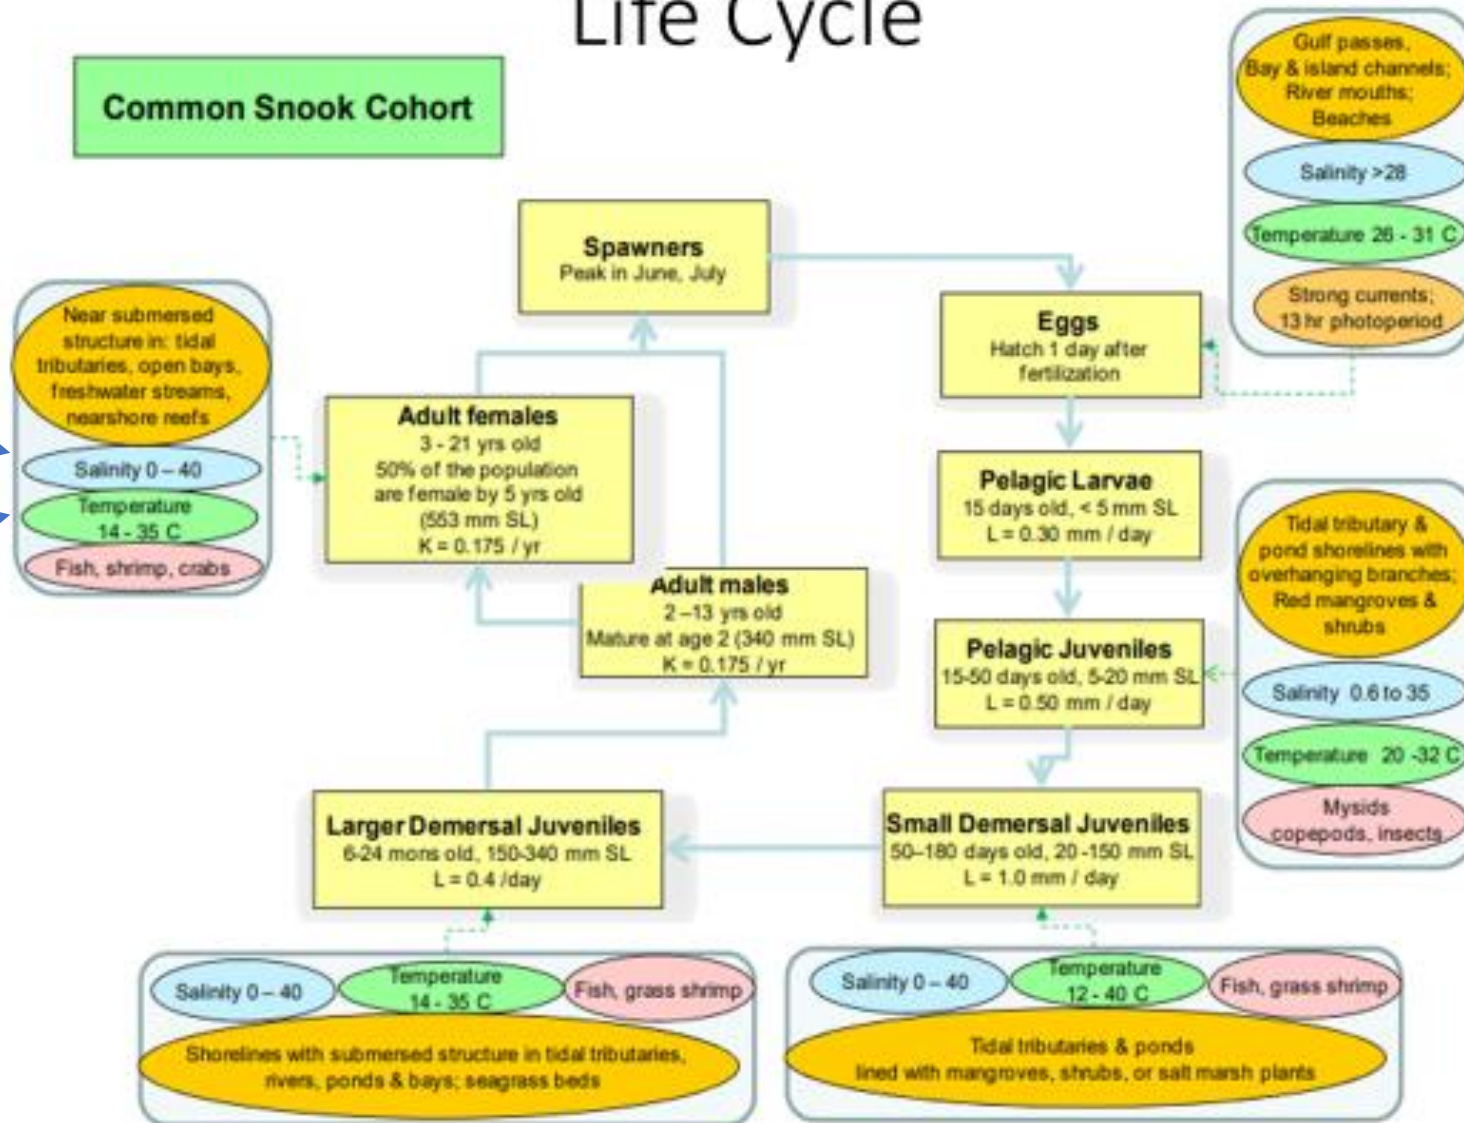 Life Cycle
Common Snook Cohort
Gulf passes,
Bay & island channels;
River mouths;
Beaches
Salinity >28
Temperature 26 - 31 C
Strong currents;
13 hr photoperiod
Spawners
Peak in June, July
Eggs
Hatch 1 day after
fertilization
Near submersed
structure in: tidal
tributaries, open bays,
freshwater streams,
nearshore reefs
Salinity 0 – 40
Temperature
14 - 35 C
Fish, shrimp, crabs
Adult females
3 - 21 yrs old
50% of the population
are female by 5 yrs old
(553 mm SL)
K = 0.175 / yr
Pelagic Larvae
15 days old, < 5 mm SL
L = 0.30 mm / day
Tidal tributary &
pond shorelines with
overhanging branches;
Red mangroves &
shrubs
Salinity 0.6 to 35
Temperature 20 -32 C
Mysids
copepods, insects
Adult males
2 –13 yrs old
Mature at age 2 (340 mm SL)
K = 0.175 / yr
Pelagic Juveniles
15-50 days old, 5-20 mm SL
L = 0.50 mm / day
Larger Demersal Juveniles
6-24 mons old, 150-340 mm SL
L = 0.4 /day
Small Demersal Juveniles
50–180 days old, 20 -150 mm SL
L = 1.0 mm / day
Salinity 0 – 40
Temperature
14 - 35 C
Fish, grass shrimp
Shorelines with submersed structure in tidal tributaries,
rivers, ponds & bays; seagrass beds
Salinity 0 – 40
Temperature
12 - 40 C
Fish, grass shrimp
Tidal tributaries & ponds
lined with mangroves, shrubs, or salt marsh plants